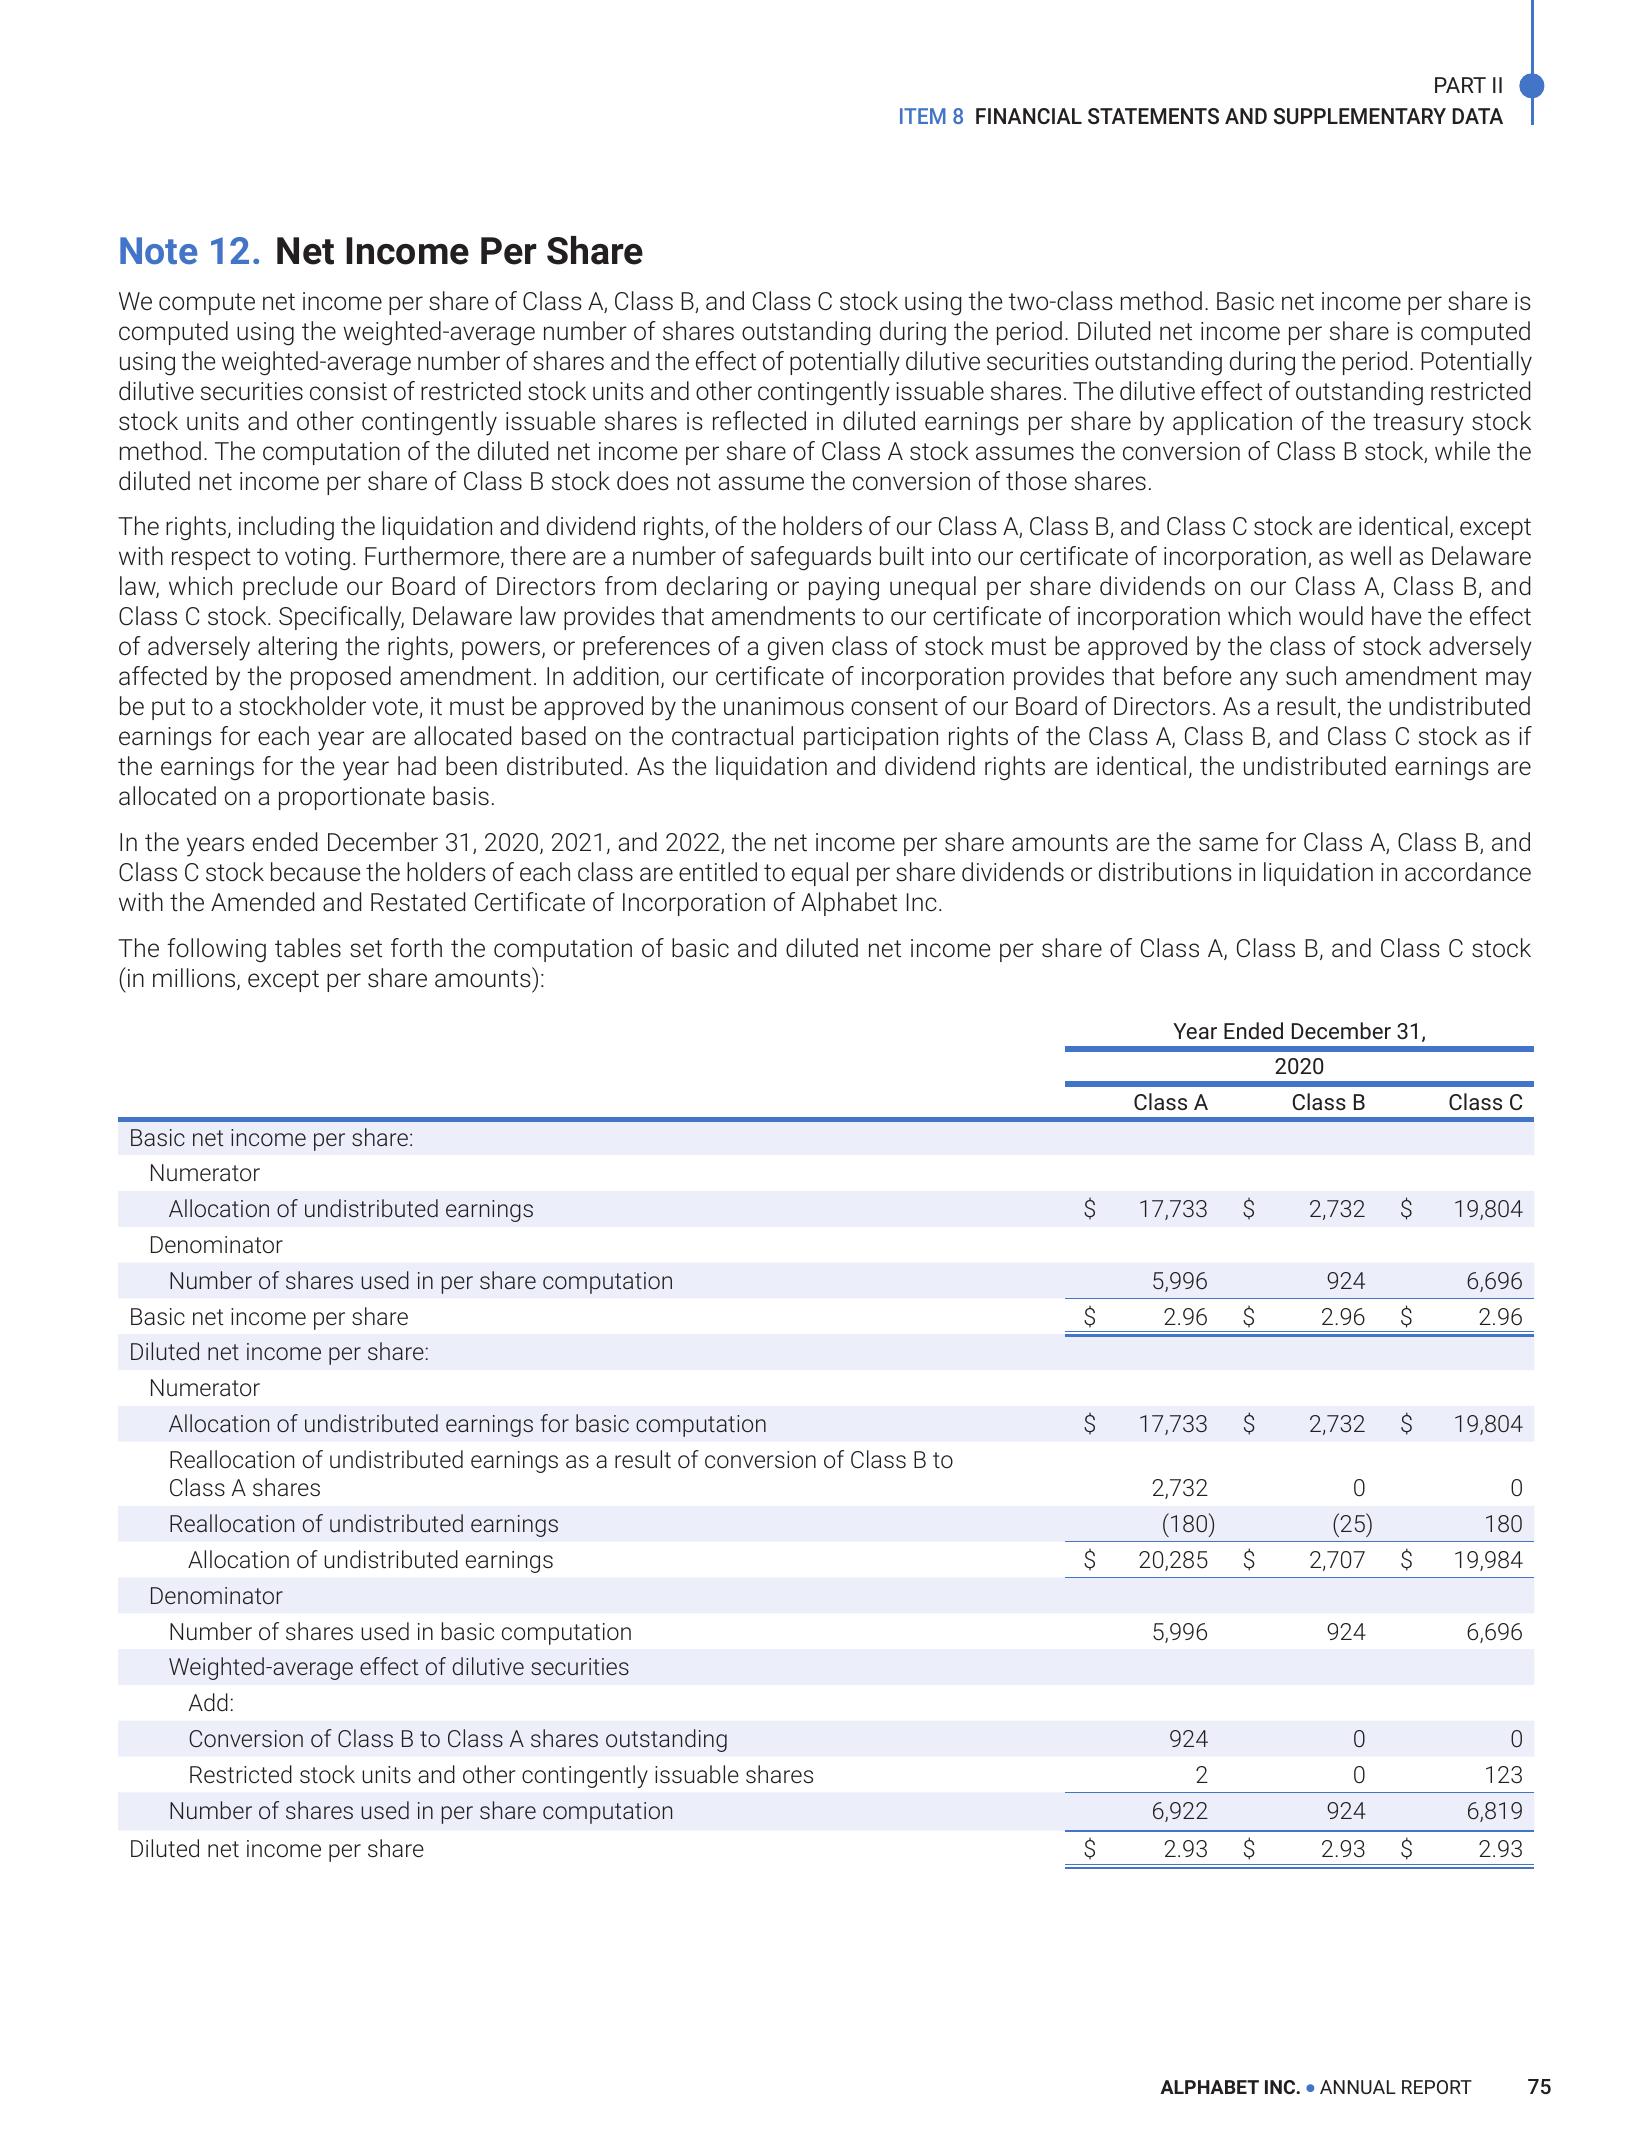 PART II
ITEM 8 FINANCIAL STATEMENTS AND SUPPLEMENTARY DATA
Note 12. Net Income Per Share
We compute net income per share of Class A, Class B, and Class C stock using the two-class method. Basic net income per share is
computed using the weighted-average number of shares outstanding during the period. Diluted net income per share is computed
using the weighted-average number of shares and the effect of potentially dilutive securities outstanding during the period. Potentially
dilutive securities consist of restricted stock units and other contingently issuable shares. The dilutive effect of outstanding restricted
stock units and other contingently issuable shares is reflected in diluted earnings per share by application of the treasury stock
method. The computation of the diluted net income per share of Class A stock assumes the conversion of Class B stock, while the
diluted net income per share of Class B stock does not assume the conversion of those shares.
The rights, including the liquidation and dividend rights, of the holders of our Class A, Class B, and Class C stock are identical, except
with respect to voting. Furthermore, there are a number of safeguards built into our certificate of incorporation, as well as Delaware
law, which preclude our Board of Directors from declaring or paying unequal per share dividends on our Class A, Class B, and
Class C stock. Specifically, Delaware law provides that amendments to our certificate of incorporation which would have the effect
of adversely altering the rights, powers, or preferences of a given class of stock must be approved by the class of stock adversely
affected by the proposed amendment. In addition, our certificate of incorporation provides that before any such amendment may
be put to a stockholder vote, it must be approved by the unanimous consent of our Board of Directors. As a result, the undistributed
earnings for each year are allocated based on the contractual participation rights of the Class A, Class B, and Class C stock as if
the earnings for the year had been distributed. As the liquidation and dividend rights are identical, the undistributed earnings are
allocated on a proportionate basis.
In the years ended December 31, 2020, 2021, and 2022, the net income per share amounts are the same for Class A, Class B, and
Class C stock because the holders of each class are entitled to equal per share dividends or distributions in liquidation in accordance
with the Amended and Restated Certificate of Incorporation of Alphabet Inc.
The following tables set forth the computation of basic and diluted net income per share of Class A, Class B, and Class C stock
(in millions, except per share amounts):
Year Ended December 31,
2020
Class A Class B Class C
Basic net income per share:
Numerator
Allocation of undistributed earnings $ 17,733 $ 2,732 $ 19,804
Denominator
Number of shares used in per share computation 5,996 924 6,696
Basic net income per share $ 2.96 $ 2.96 $ 2.96
Diluted net income per share:
Numerator
Allocation of undistributed earnings for basic computation $ 17,733 $ 2,732 $ 19,804
Reallocation of undistributed earnings as a result of conversion of Class B to
Class A shares 2,732 0 0
Reallocation of undistributed earnings (180) (25) 180
Allocation of undistributed earnings $ 20,285 $ 2,707 $ 19,984
Denominator
Number of shares used in basic computation 5,996 924 6,696
Weighted-average effect of dilutive securities
Add:
Conversion of Class B to Class A shares outstanding 924 0 0
Restricted stock units and other contingently issuable shares 2 0 123
Number of shares used in per share computation 6,922 924 6,819
Diluted net income per share $ 2.93 $ 2.93 $ 2.93
ALPHABET INC. • ANNUAL REPORT 75